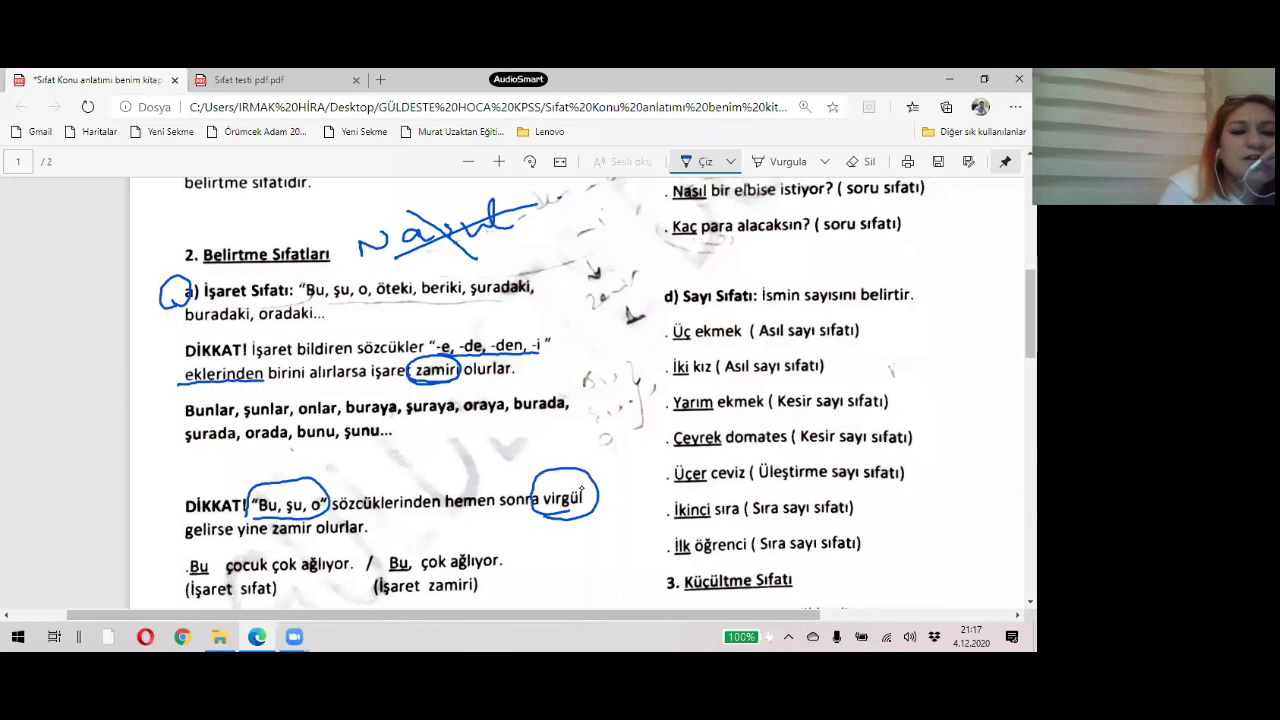 AudioSmart
*Sıfat Konu anlatımı benim kitap
Sıfat testi pdf.pdf
Dosya
C:/Users/IRMAK%20HİRA/Desktop/GÜLDESTE%20HOCA%20KPSS/Sıfat%20Konu%20anlatımı%20benim%20kit...
Gmail
Haritalar
Yeni Sekme
Örümcek Adam 20...
Yeni Sekme
Murat Uzaktan Eğiti...
Lenovo
Diğer sık kullanılanlar
1
/ 2
Sesli oku
Çiz
Vurgula
Sil
belirtme sıfatıdır.
2. Belirtme Sıfatları
a) İşaret Sıfatı: "Bu, şu, o, öteki, beriki, şuradaki,
buradaki, oradaki...
DİKKAT! İşaret bildiren sözcükler "-e, -de, -den, -i "
eklerinden birini alırlarsa işaret zamiri olurlar.
Bunlar, şunlar, onlar, buraya, şuraya, oraya, burada,
şurada, orada, bunu, şunu...
DİKKAT! "Bu, şu, o" sözcüklerinden hemen sonra virgül
gelirse yine zamir olurlar.
.Bu çocuk çok ağlıyor. / Bu, çok ağlıyor.
(İşaret sıfat) (İşaret zamiri)
zamir
. Nasıl bir elbise istiyor? ( soru sıfatı)
. Kaç para alacaksın? ( soru sıfatı)
d) Sayı Sıfatı: İsmin sayısını belirtir.
. Üç ekmek ( Asıl sayı sıfatı)
. İki kız ( Asıl sayı sıfatı)
. Yarım ekmek ( Kesir sayı sıfatı)
. Çeyrek domates ( Kesir sayı sıfatı)
. Üçer ceviz ( Üleştirme sayı sıfatı)
. İkinci sıra ( Sıra sayı sıfatı)
. İlk öğrenci ( Sıra sayı sıfatı)
3. Küçültme Sıfatı
100%
21:17
4.12.2020